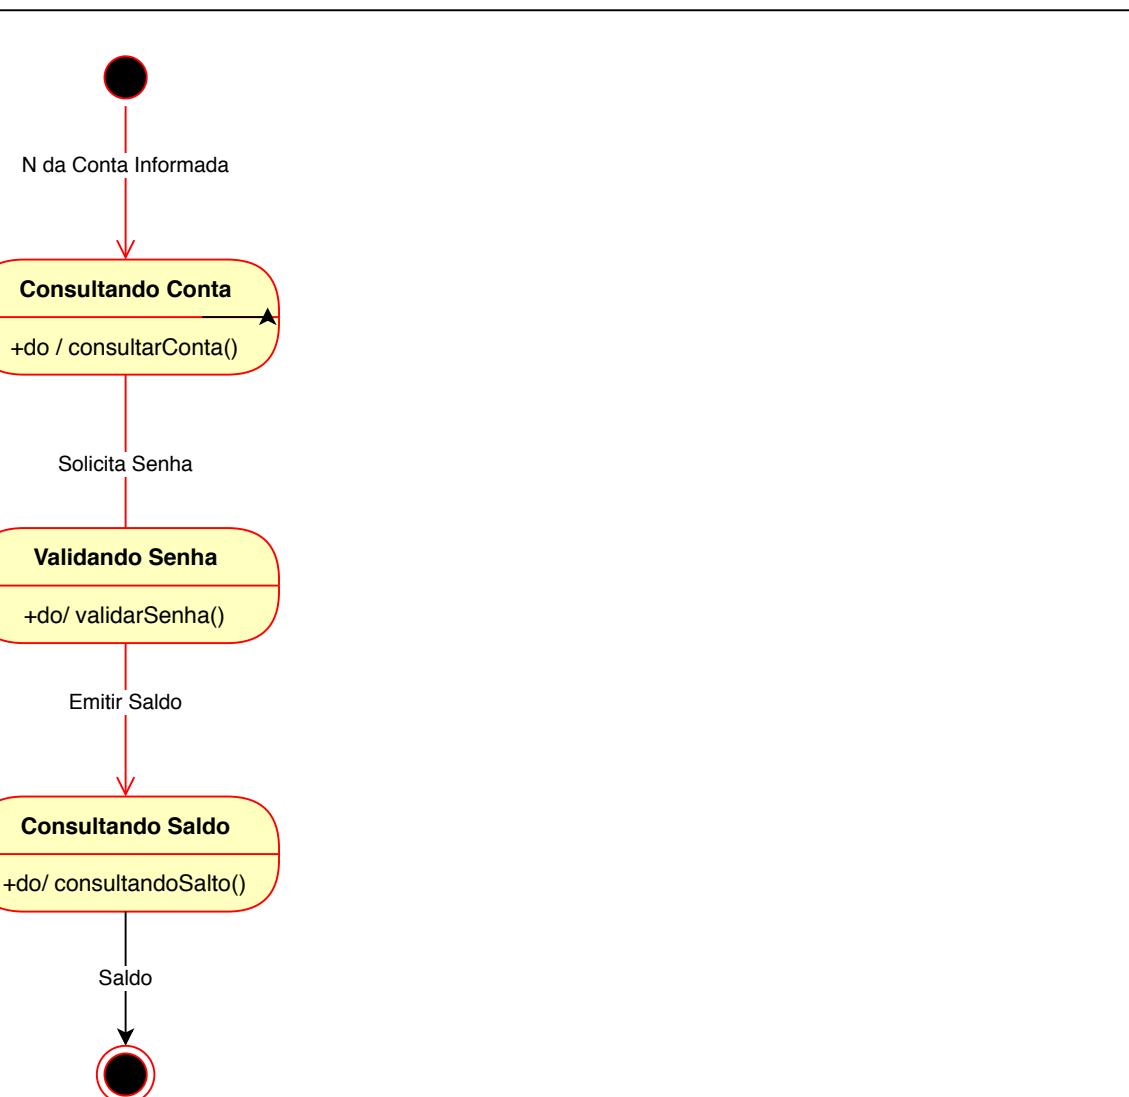 N da Conta Informada
Consultando Conta
+do / consultarConta()
Solicita Senha
Validando Senha
+do/ validarSenha()
Emitir Saldo
Consultando Saldo
+do/ consultandoSalto()
Saldo